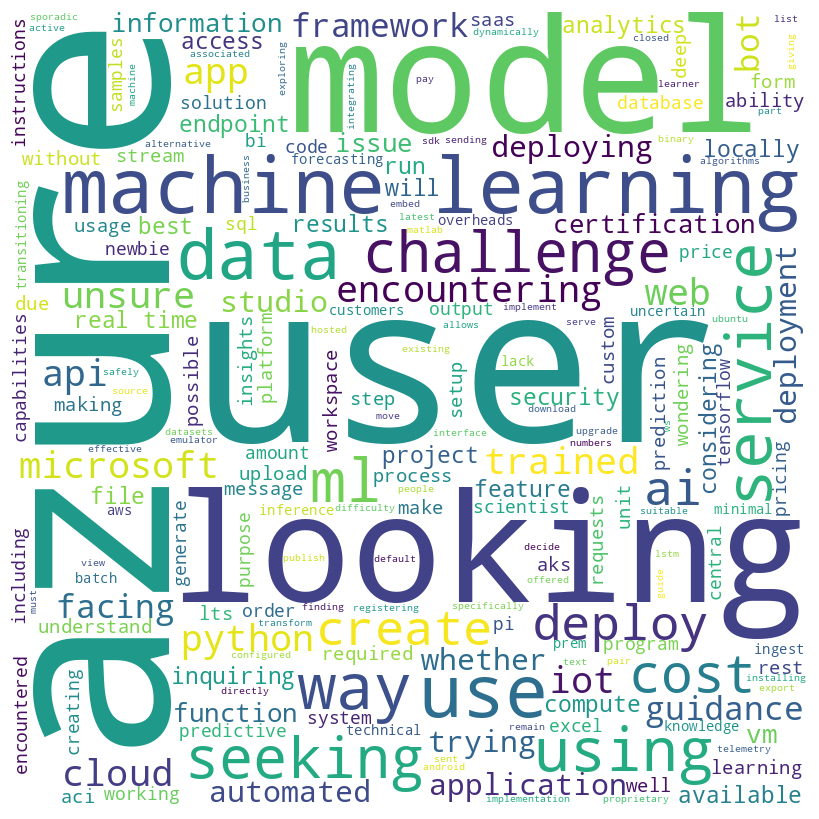 sporadic
active
information
framework
saas
analytics
bot
list
associated
dynamically
closed
giving
instructions
samples
machine
access
app
exploring
model
pay
deep
form
learner
solution
integrating
database
ability
part
endpoint
bi
code
issue
sdk
sending
deploying
binary
locally
without
stream
alternative
business
forecasting
run
will
algorithms
azure
machine learning
embed
transitioning
usage
best
sql
results
latest
matlab
overheads
certification
newbie
data
challenge
price
due
unsure
studio
encountering
web
service
deployment
real time
customers
output
implement
uncertain
capabilities
api
possible
insights
platform
hosted
allows
serve
custom
ubuntu
making
workspace
step
setup
existing
lack
security
prediction
considering
wondering
tensorflow
pricing
safely
source
user
download
move
upgrade
datasets
effective
emulator
interface
numbers
ws
microsoft
amount
project
trained
ml
upload
process
ai
file
message
feature
scientist
requests
unit
minimal
including
aws
generate
purpose
inference
make
people
difficulty
suitable
central
view
batch
looking
publish
default
decide
aks
lstm
guide
must
facing
lts
order
finding
registering
specifically
offered
pi
prem
program
understand
transform
configured
python
create
deploy
required
text
pair
ingest
encountered
creating
inquiring
directly
way
use
whether
iot
cost
rest
installing
export
function
system
compute
guidance
predictive
technical
trying
excel
knowledge
vm
seeking
remain
using
telemetry
cloud
sent
android
application
well
learning
aci
working
automated
implementation
proprietary
available